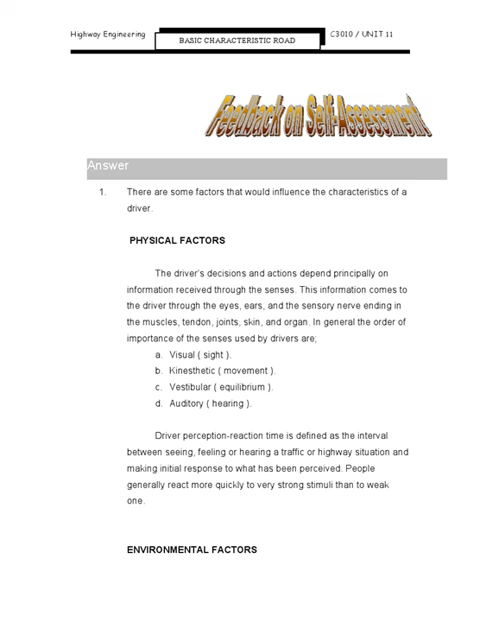 Highway Engineering
BASIC CHARACTERISTIC ROAD
C3010 / UNIT 11
Feedback on Self-Assessment
Answer
1. There are some factors that would influence the characteristics of a
driver.
PHYSICAL FACTORS
The driver's decisions and actions depend principally on
information received through the senses. This information comes to
the driver through the eyes, ears, and the sensory nerve ending in
the muscles, tendon, joints, skin, and organ. In general the order of
importance of the senses used by drivers are;
a. Visual ( sight ).
b. Kinesthetic ( movement ).
c. Vestibular ( equilibrium ).
d. Auditory ( hearing ).
Driver perception-reaction time is defined as the interval
between seeing, feeling or hearing a traffic or highway situation and
making initial response to what has been perceived. People
generally react more quickly to very strong stimuli than to weak
one.
ENVIRONMENTAL FACTORS